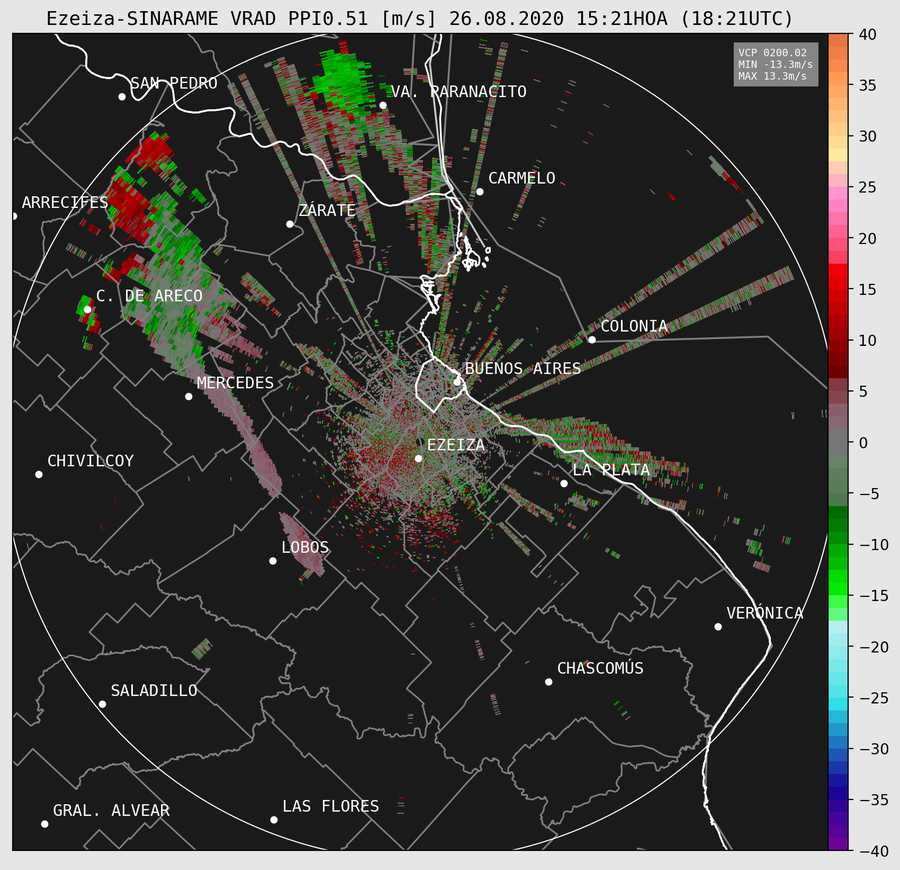 Ezeiza-SINARAME VRAD PPI0.51 [m/s] 26.08.2020 15:21HOA (18:21UTC)
VCP 0200.02
MIN -13.3m/s
MAX 13.3m/s
SAN PEDRO
VA. PARANACITO
CARMELO
ARRECIFES
ZÁRATE
C. DE ARECO
COLONIA
MERCEDES
BUENOS AIRES
EZEIZA
CHIVILCOY
LA PLATA
LOBOS
VERÓNICA
CHASCOMÚS
SALADILLO
GRAL. ALVEAR
LAS FLORES
40
35
30
25
20
15
10
5
0
−5
−10
−15
−20
−25
−30
−35
−40